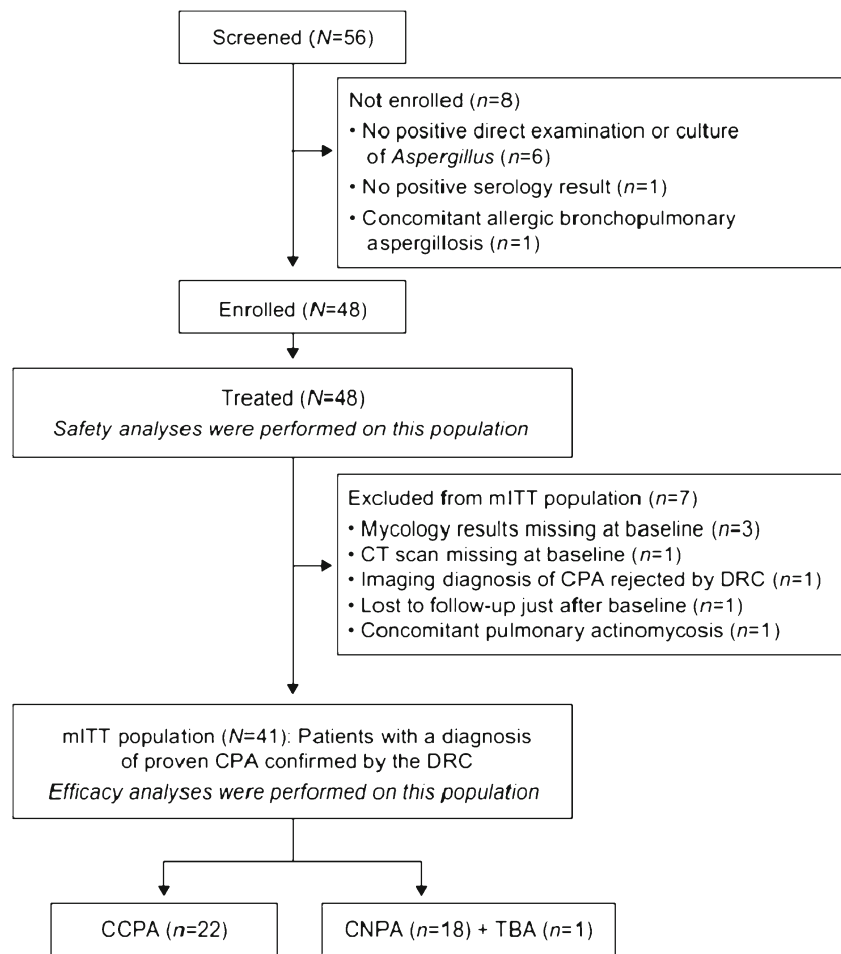 Screened (N=56)
Not enrolled (n=8)
• No positive direct examination or culture
of Aspergillus (n=6)
• No positive serology result (n=1)
• Concomitant allergic bronchopulmonary
aspergillosis (n=1)
Enrolled (N=48)
Treated (N=48)
Safety analyses were performed on this population
Excluded from mITT population (n=7)
• Mycology results missing at baseline (n=3)
• CT scan missing at baseline (n=1)
• Imaging diagnosis of CPA rejected by DRC (n=1)
• Lost to follow-up just after baseline (n=1)
• Concomitant pulmonary actinomycosis (n=1)
mITT population (N=41): Patients with a diagnosis
of proven CPA confirmed by the DRC
Efficacy analyses were performed on this population
CCPA (n=22)
CNPA (n=18) + TBA (n=1)